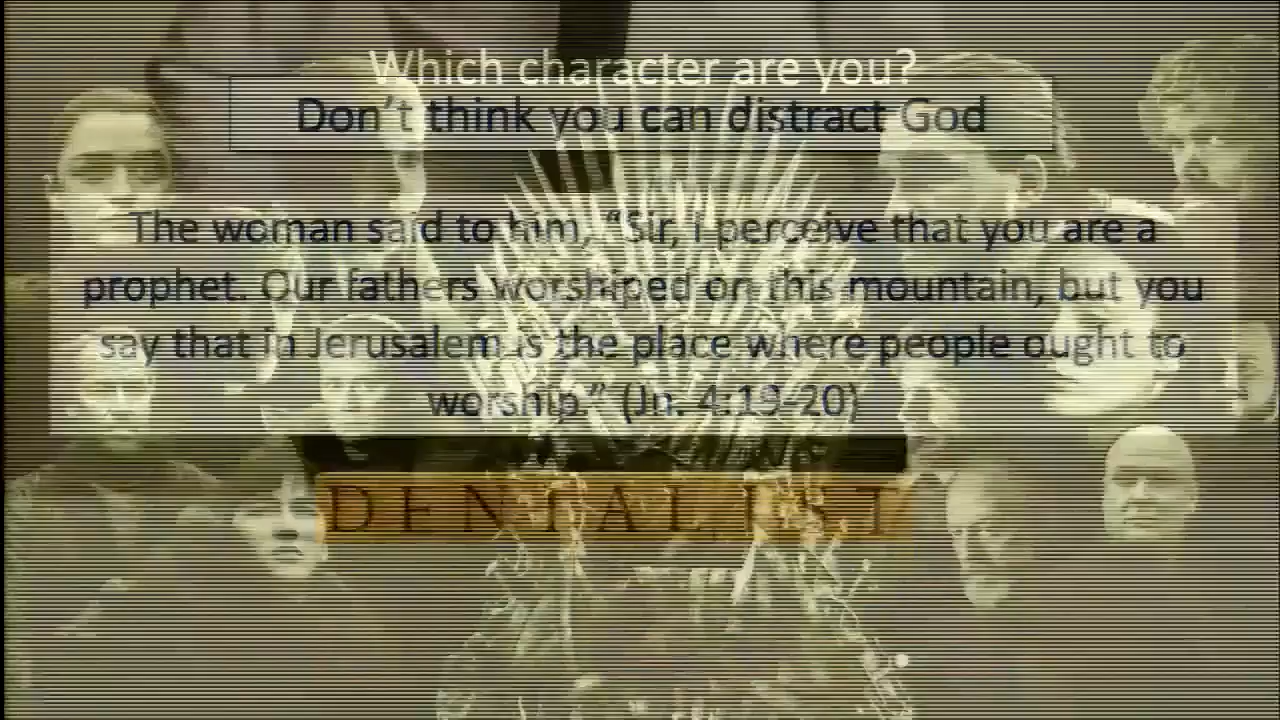 Which character are you?
Don't think you can distract God
The woman said to him, "Sir, I perceive that you are a
prophet. Our fathers worshiped on this mountain, but you
say that in Jerusalem is the place where people ought to
worship." (Jn. 4:19-20)